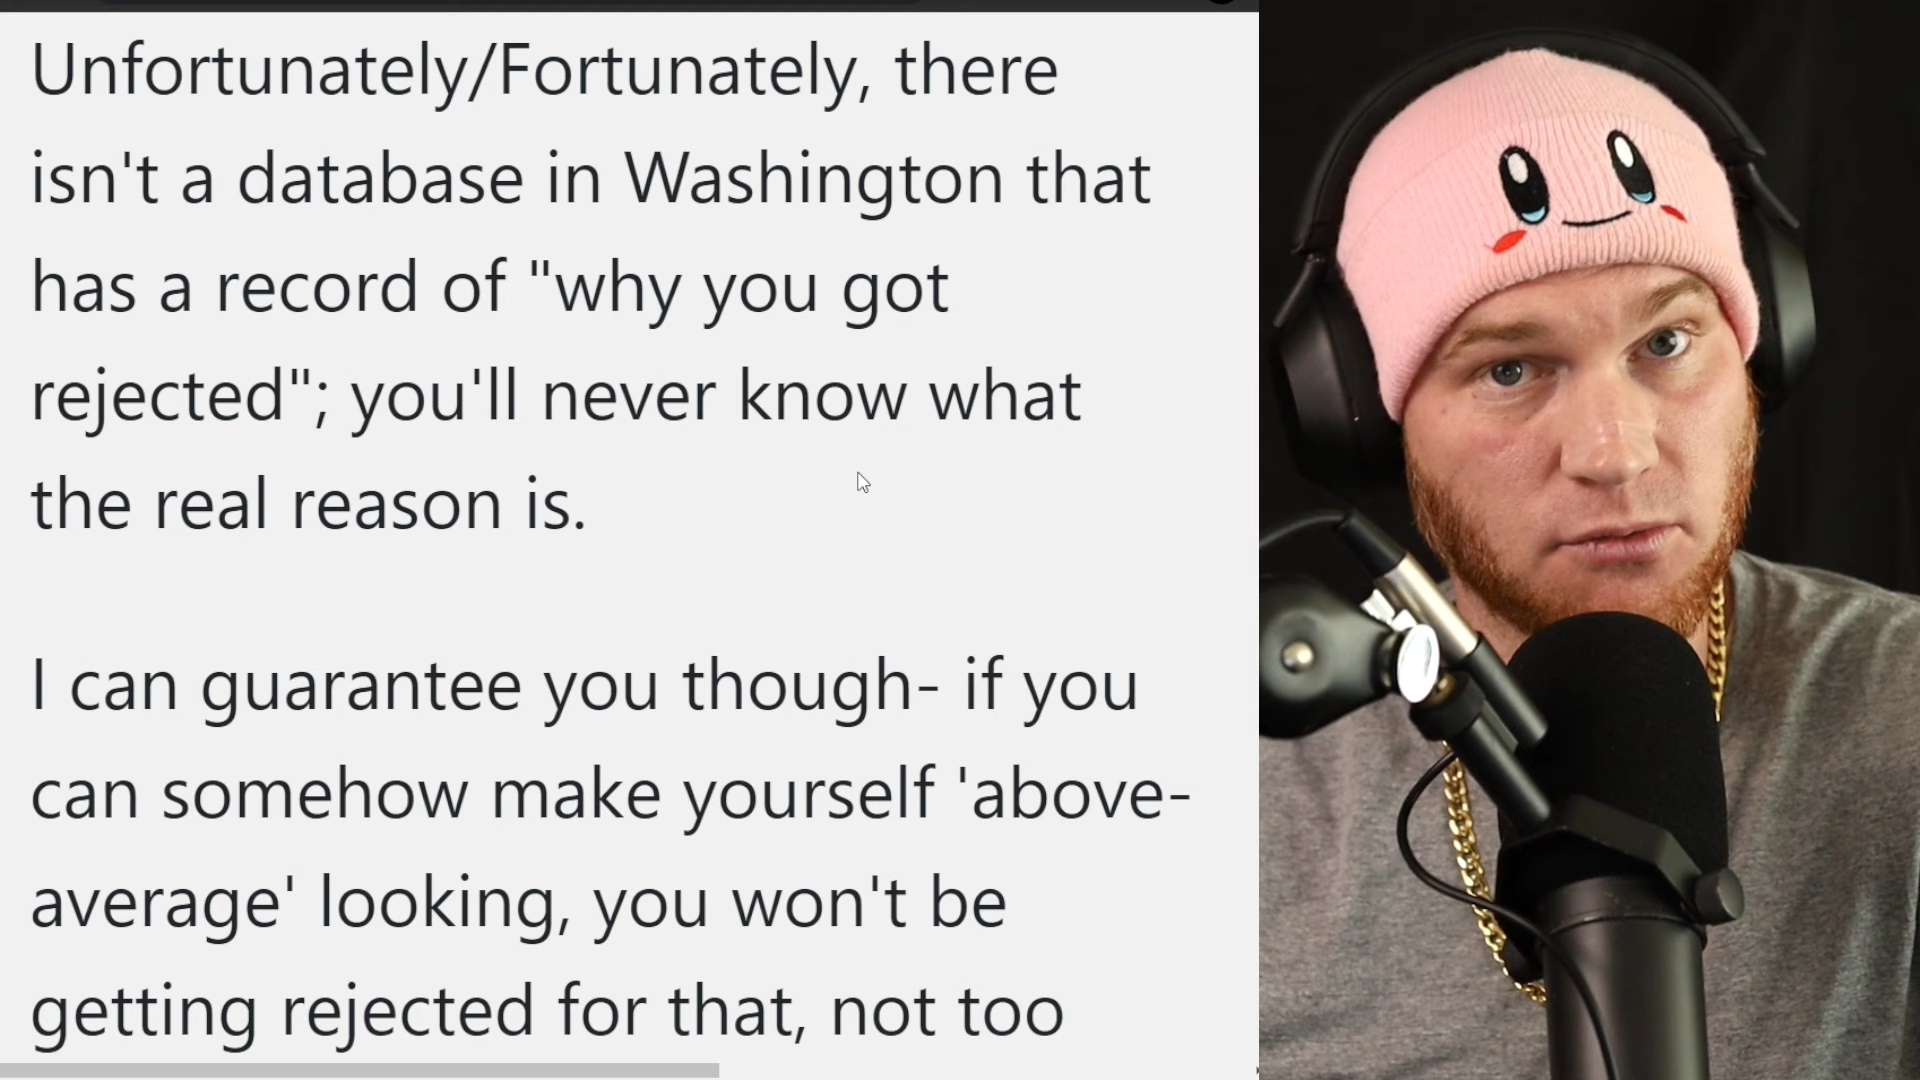 Unfortunately/Fortunately, there
isn't a database in Washington that
has a record of "why you got
rejected"; you'll never know what
the real reason is.
I can guarantee you though- if you
can somehow make yourself 'above-
average' looking, you won't be
getting rejected for that, not too